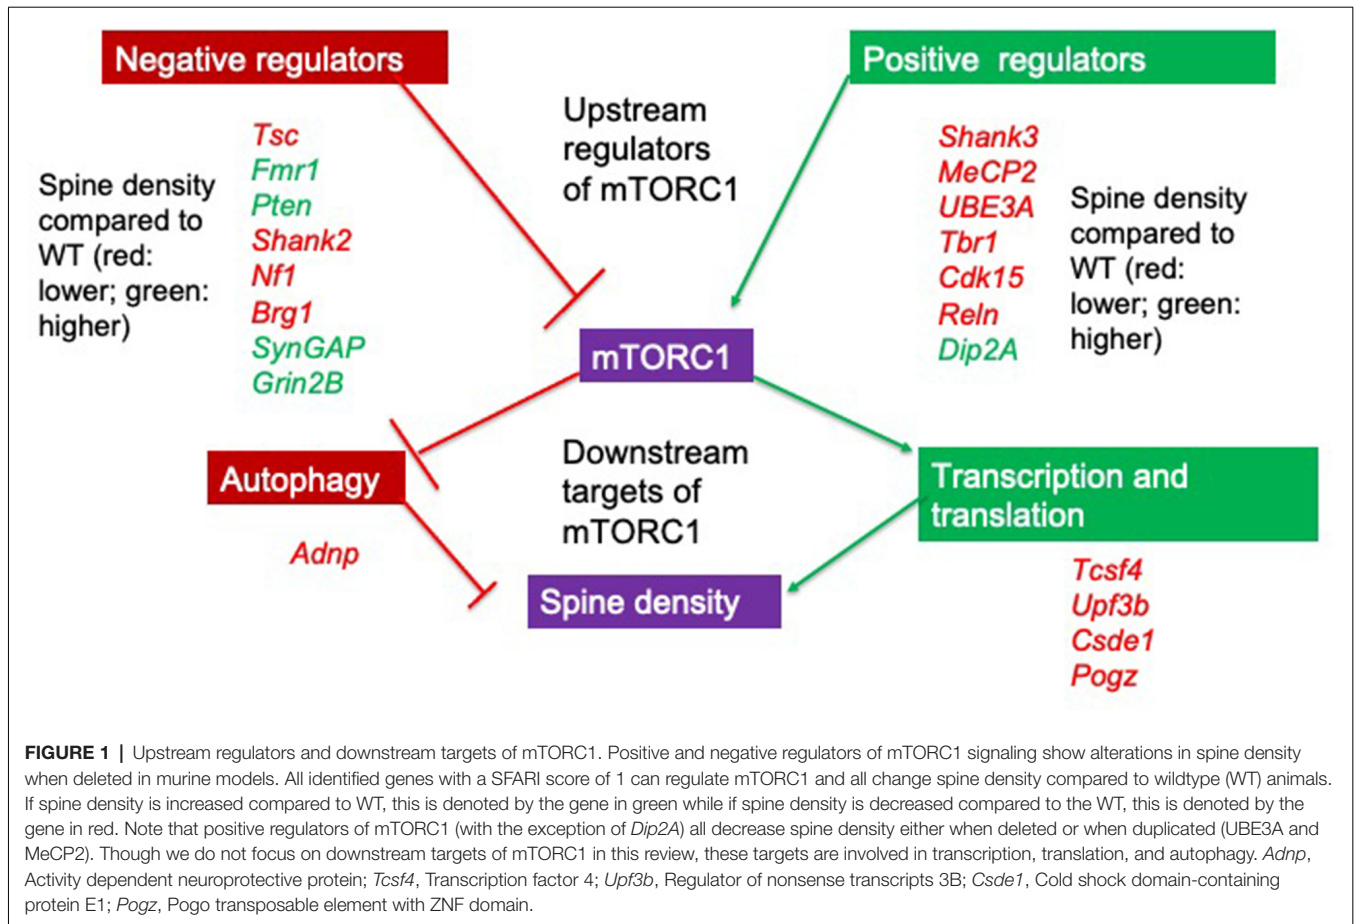 Negative regulators
Positive regulators
Upstream
regulators
of mTORC1
Spine density
compared to
WT (red:
lower; green:
higher)
Tsc
Fmr1
Pten
Shank2
Nf1
Brg1
SynGAP
Grin2B
Shank3
MeCP2
UBE3A
Tbr1
Cdk15
Reln
Dip2A
Spine density
compared to
WT (red:
lower; green:
higher)
mTORC1
Autophagy
Downstream
targets of
mTORC1
Transcription and
translation
Adnp
Spine density
Tcsf4
Upf3b
Csde1
Pogz
FIGURE 1 | Upstream regulators and downstream targets of mTORC1. Positive and negative regulators of mTORC1 signaling show alterations in spine density
when deleted in murine models. All identified genes with a SFARI score of 1 can regulate mTORC1 and all change spine density compared to wildtype (WT) animals.
If spine density is increased compared to WT, this is denoted by the gene in green while if spine density is decreased compared to the WT, this is denoted by the
gene in red. Note that positive regulators of mTORC1 (with the exception of Dip2A) all decrease spine density either when deleted or when duplicated (UBE3A and
MeCP2). Though we do not focus on downstream targets of mTORC1 in this review, these targets are involved in transcription, translation, and autophagy. Adnp,
Activity dependent neuroprotective protein; Tcsf4, Transcription factor 4; Upf3b, Regulator of nonsense transcripts 3B; Csde1, Cold shock domain-containing
protein E1; Pogz, Pogo transposable element with ZNF domain.